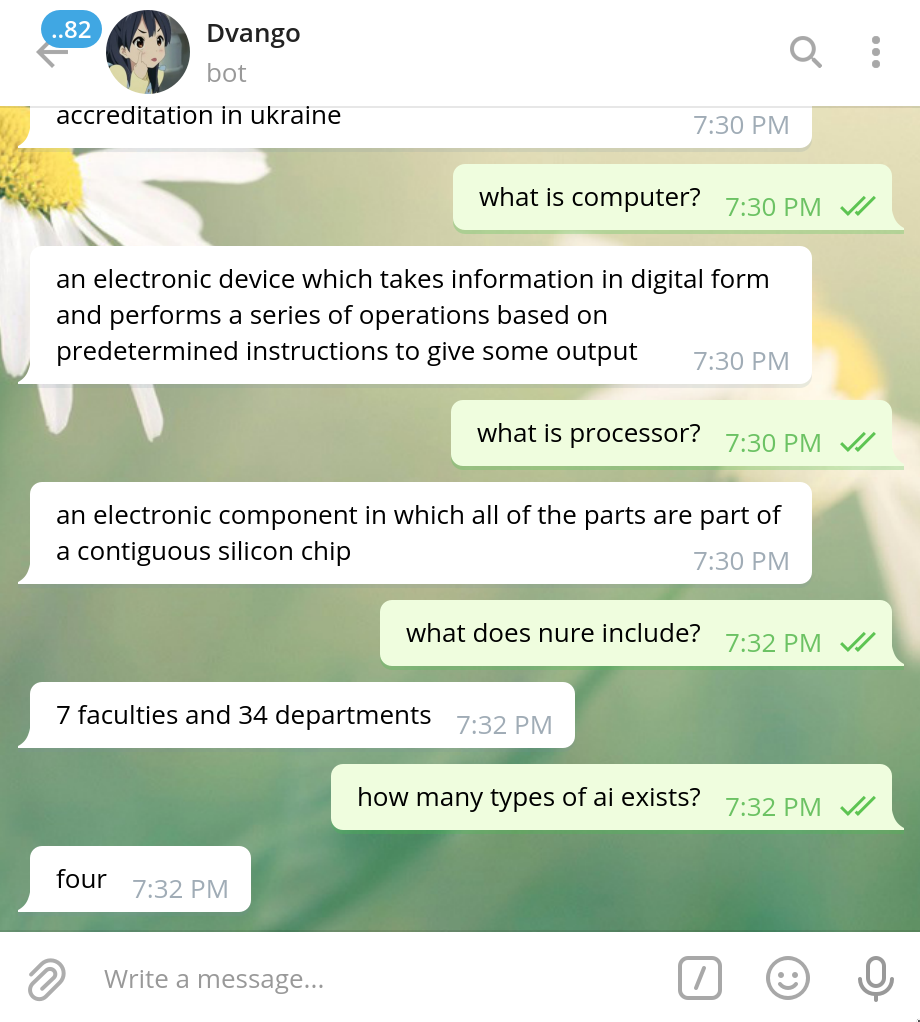 ..82
Dvango
bot
accreditation in ukraine
7:30 PM
what is computer?
7:30 PM
an electronic device which takes information in digital form
and performs a series of operations based on
predetermined instructions to give some output
7:30 PM
what is processor?
7:30 PM
an electronic component in which all of the parts are part of
a contiguous silicon chip
7:30 PM
what does nure include?
7:32 PM
7 faculties and 34 departments
7:32 PM
how many types of ai exists?
7:32 PM
four
7:32 PM
Write a message...